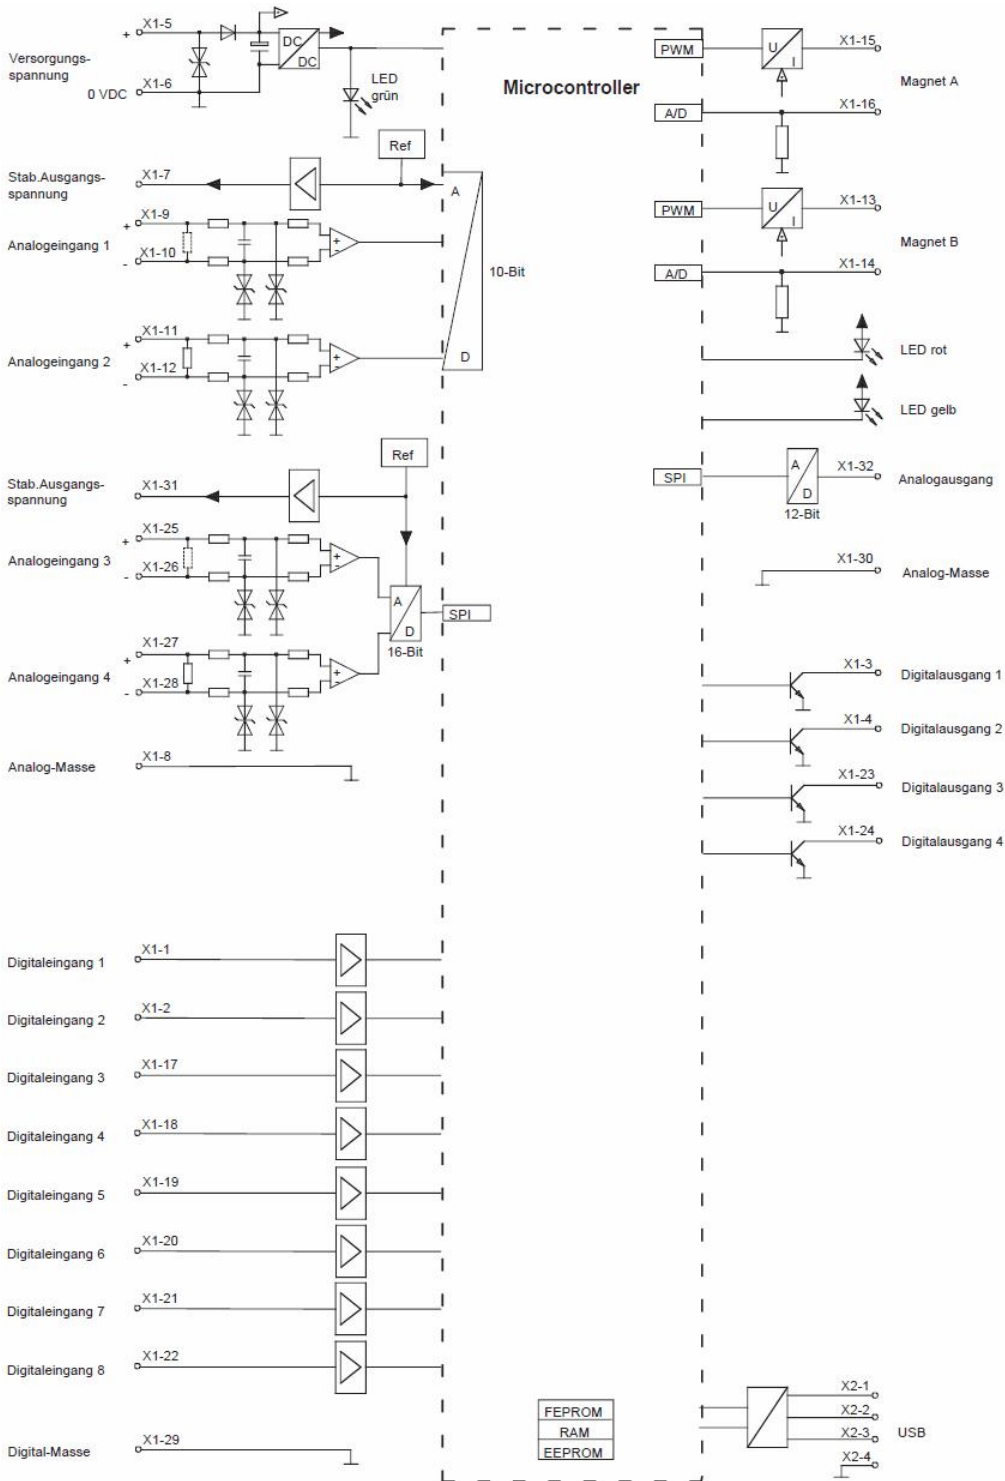 X1-5
+
Versorgungs-
spannung
DC
DC
X1-6
0 VDC
LED
grün
Ref
Stab.Ausgangs-
spannung
X1-7
A
X1-9
+
Analogeingang 1
X1-10
-
+
-
10-Bit
X1-11
+
Analogeingang 2
X1-12
-
+
-
D
Ref
Stab.Ausgangs-
spannung
X1-31
X1-25
+
Analogeingang 3
X1-26
-
+
-
A
D
16-Bit
SPI
X1-27
+
Analogeingang 4
X1-28
-
+
-
Analog-Masse
X1-8
Digitaleingang 1
X1-1
Digitaleingang 2
X1-2
Digitaleingang 3
X1-17
Digitaleingang 4
X1-18
Digitaleingang 5
X1-19
Digitaleingang 6
X1-20
Digitaleingang 7
X1-21
Digitaleingang 8
X1-22
Digital-Masse
X1-29
Microcontroller
FEPROM
RAM
EEPROM
PWM
U
I
X1-15
Magnet A
A/D
X1-16
PWM
U
I
X1-13
Magnet B
A/D
X1-14
LED rot
LED gelb
SPI
A
D
12-Bit
X1-32
Analogausgang
X1-30
Analog-Masse
X1-3
Digitalausgang 1
X1-4
Digitalausgang 2
X1-23
Digitalausgang 3
X1-24
Digitalausgang 4
X2-1
X2-2
X2-3
USB
X2-4